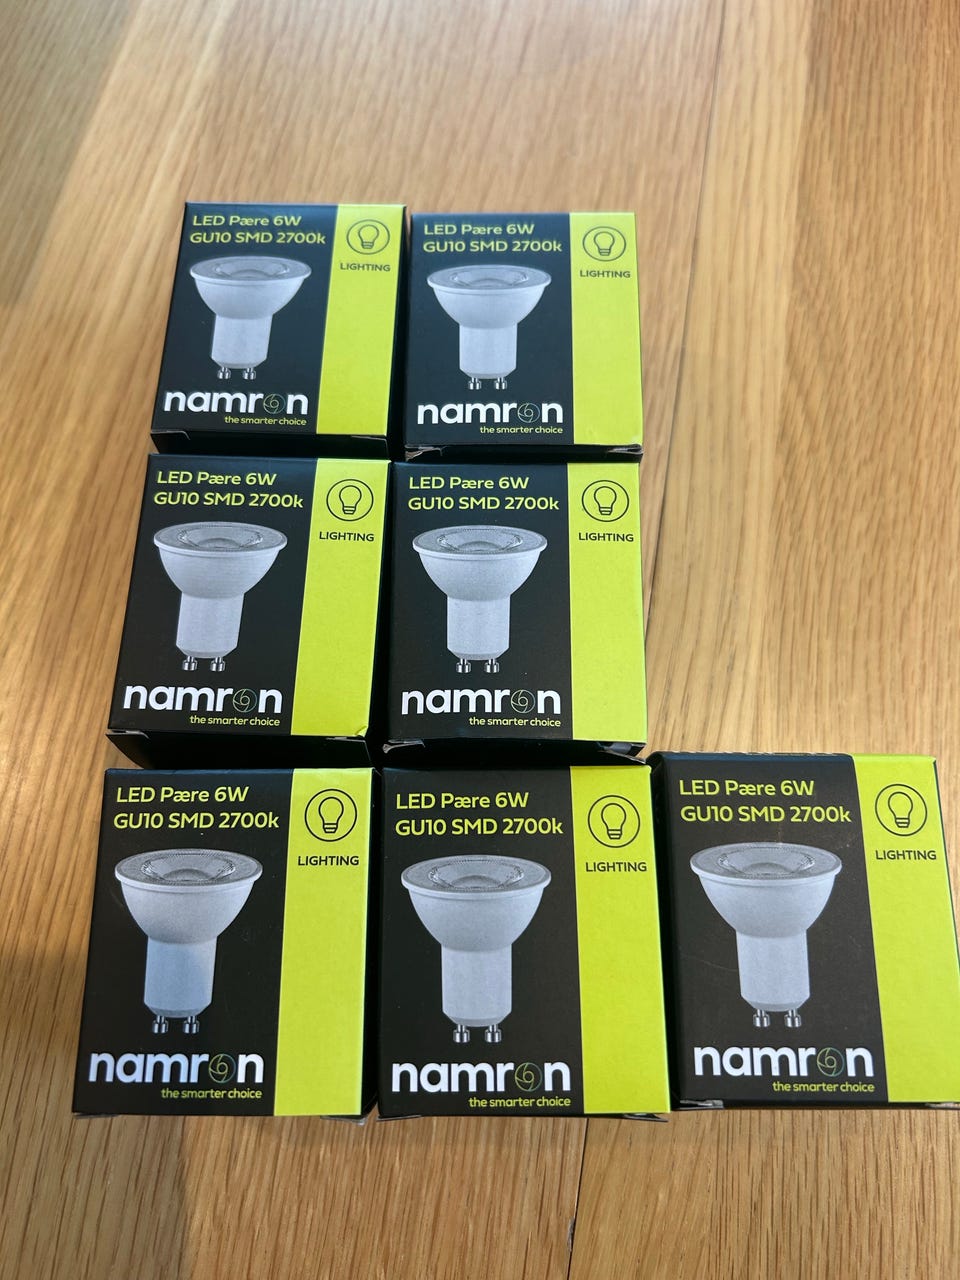 LED Pære 6W
GU10 SMD 2700k
LIGHTING
namron
the smarter choice
LED Pære 6W
GU10 SMD 2700k
LIGHTING
namron
the smarter choice
LED Pære 6W
GU10 SMD 2700k
LIGHTING
namron
the smarter choice
LED Pære 6W
GU10 SMD 2700k
LIGHTING
namron
the smarter choice
LED Pære 6W
GU10 SMD 2700k
LIGHTING
namron
the smarter choice
LED Pære 6W
GU10 SMD 2700k
LIGHTING
namron
the smarter choice
LED Pære 6W
GU10 SMD 2700k
LIGHTING
namron
the smarter choice